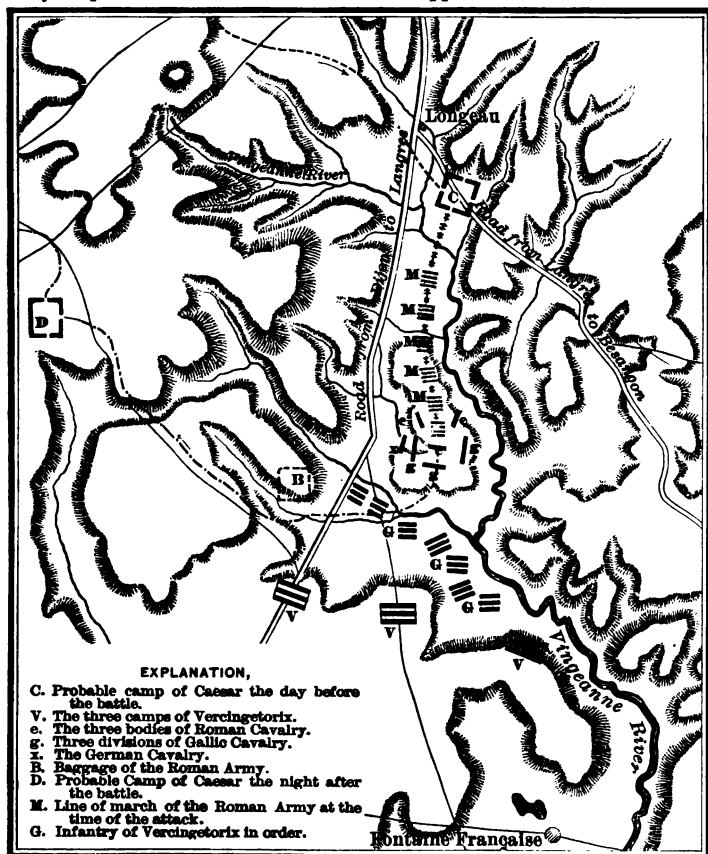 Longeau
Vingeanne River
Road from Rheims to Langres
C
Road from Langres to Besançon
M
M
M
M
M
D
B
G
G
G
V
V
V
Vingeanne River
EXPLANATION,
C. Probable camp of Caesar the day before
the battle.
V. The three camps of Vercingetorix.
e. The three bodies of Roman Cavalry.
g. Three divisions of Gallic Cavalry.
x. The German Cavalry.
B. Baggage of the Roman Army.
D. Probable Camp of Caesar the night after
the battle.
M. Line of march of the Roman Army at the
time of the attack.
G. Infantry of Vercingetorix in order.
Fontaine Française